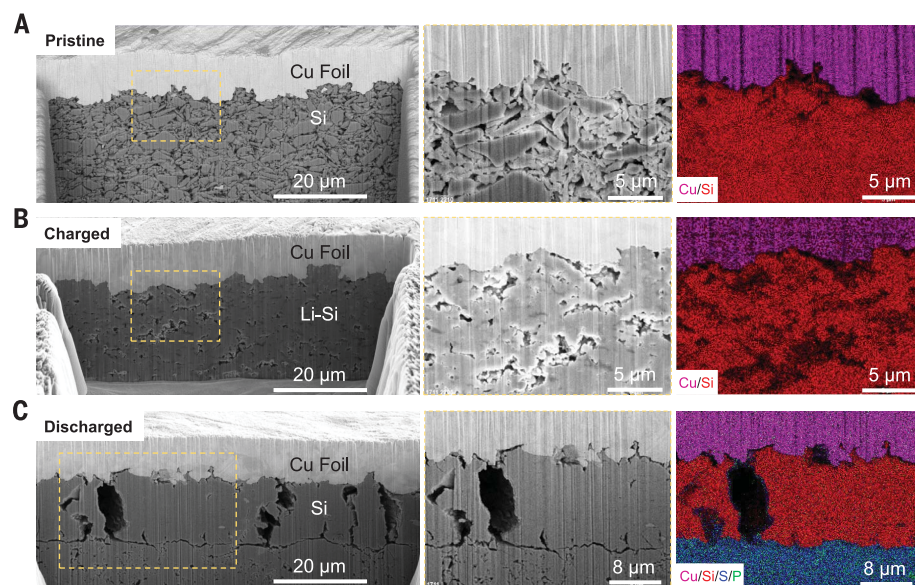 A
Pristine
Cu Foil
Si
20 µm
5 µm
Cu/Si
5 µm
B
Charged
Cu Foil
Li–Si
20 µm
5 µm
Cu/Si
5 µm
C
Discharged
Cu Foil
Si
20 µm
8 µm
Cu/Si/S/P
8 µm